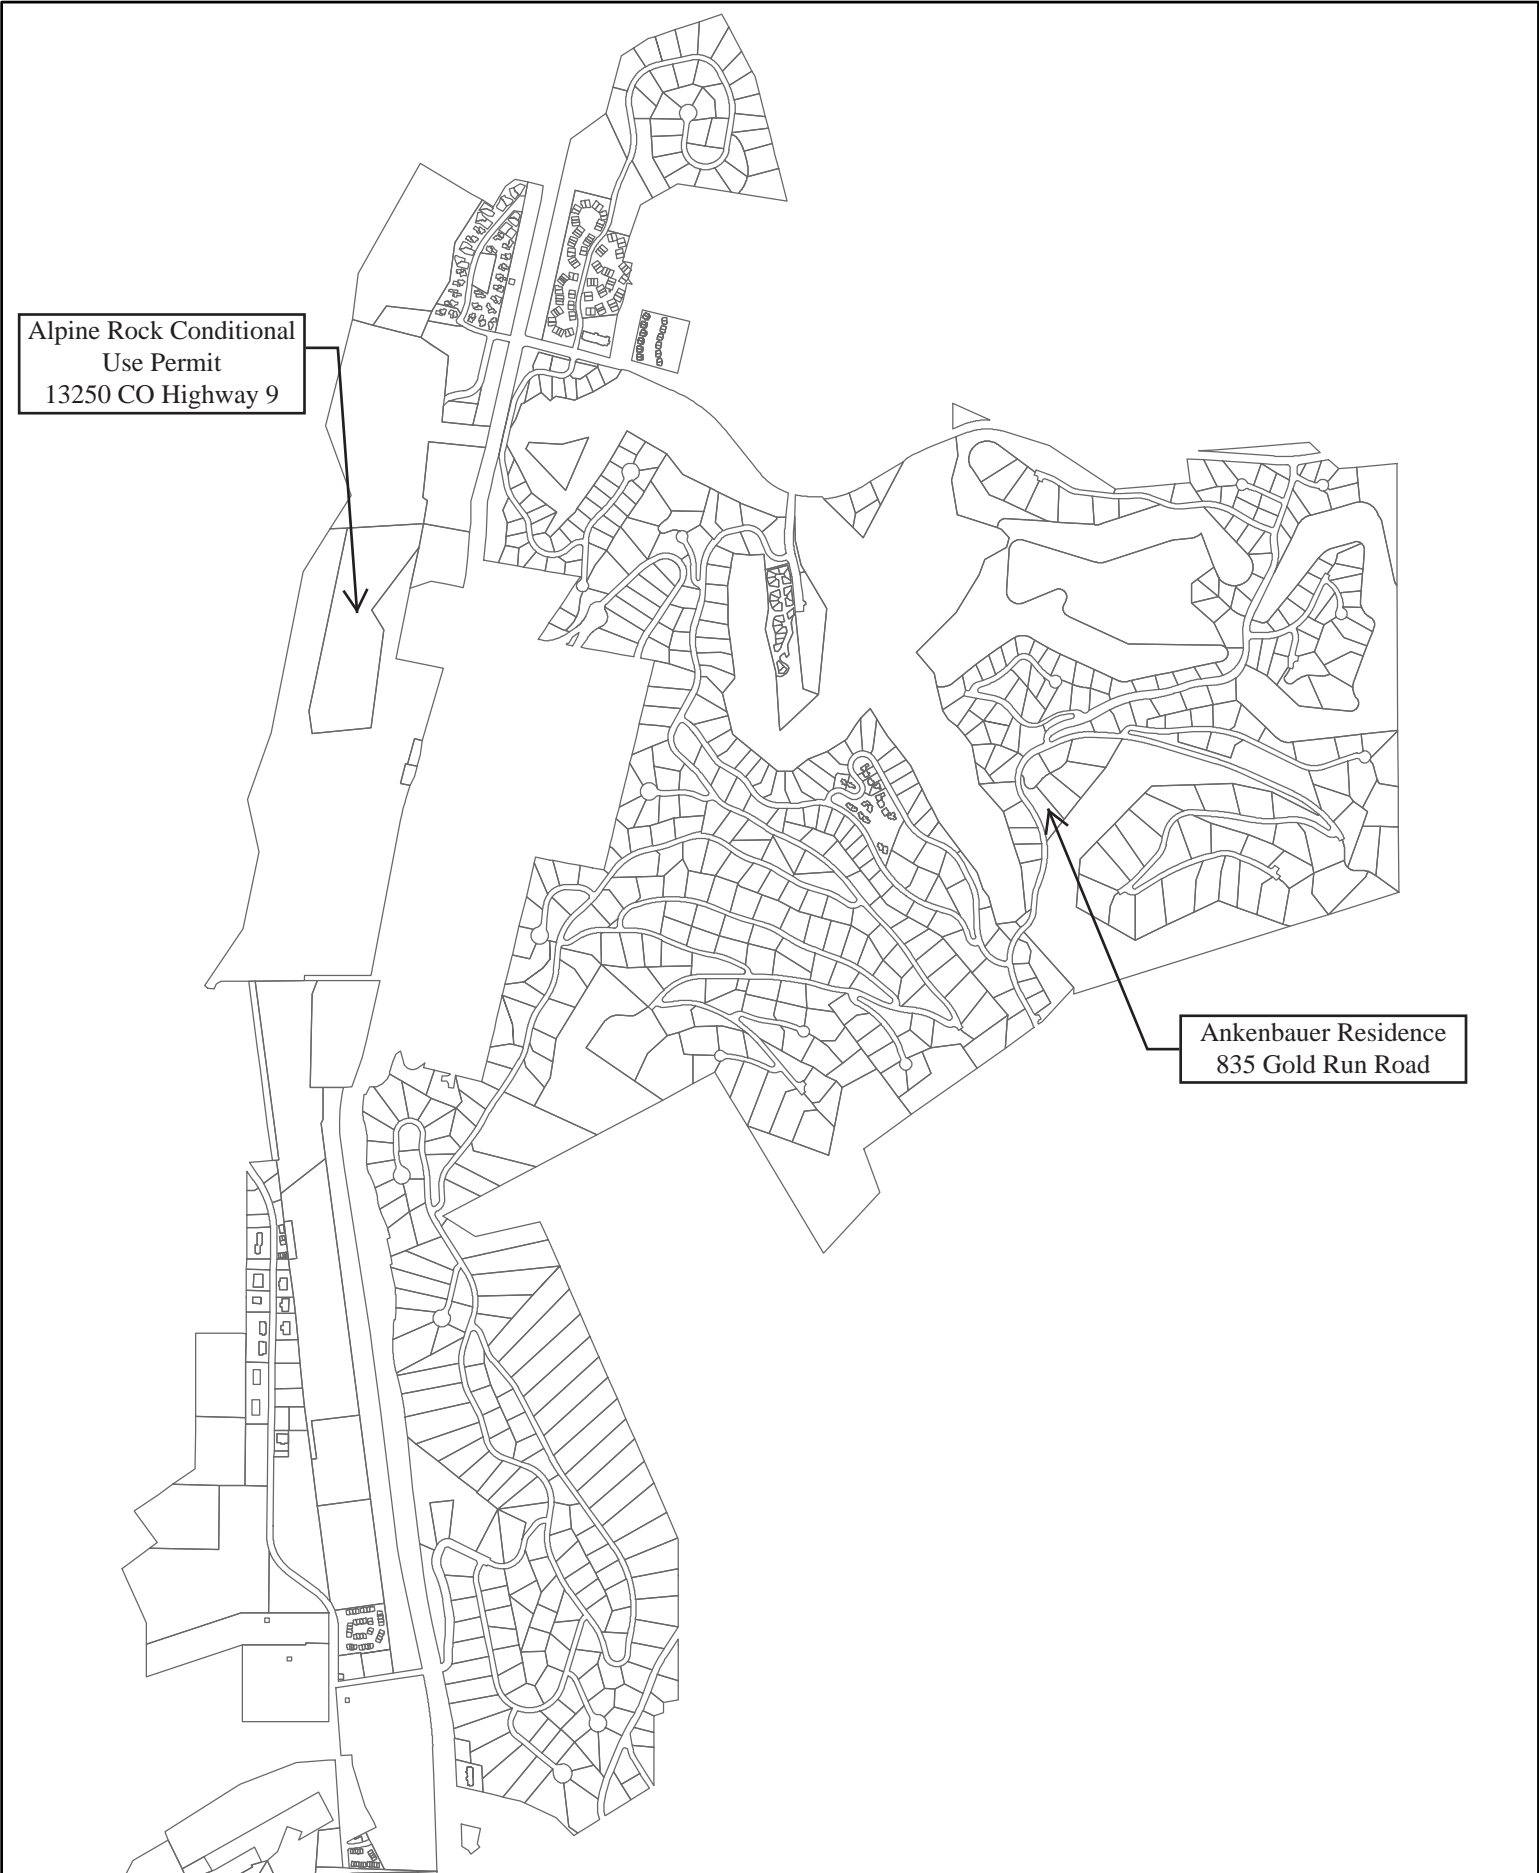 Alpine Rock Conditional
Use Permit
13250 CO Highway 9
Ankenbauer Residence
835 Gold Run Road